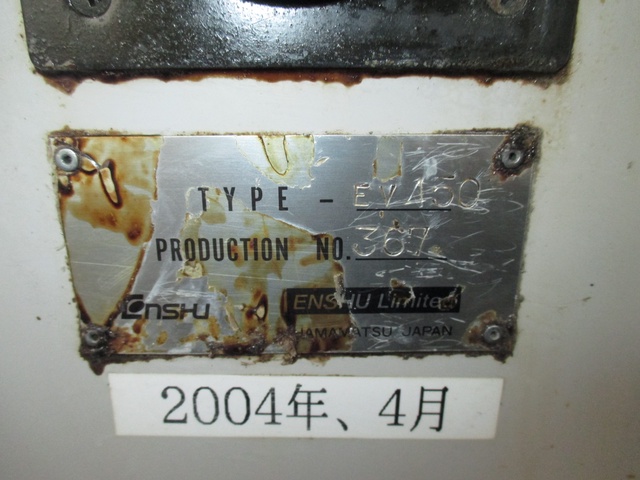 TYPE - EV450
PRODUCTION NO. 367
ENSHU ENSHU Limited
HAMAMATSU JAPAN
2004年、4月